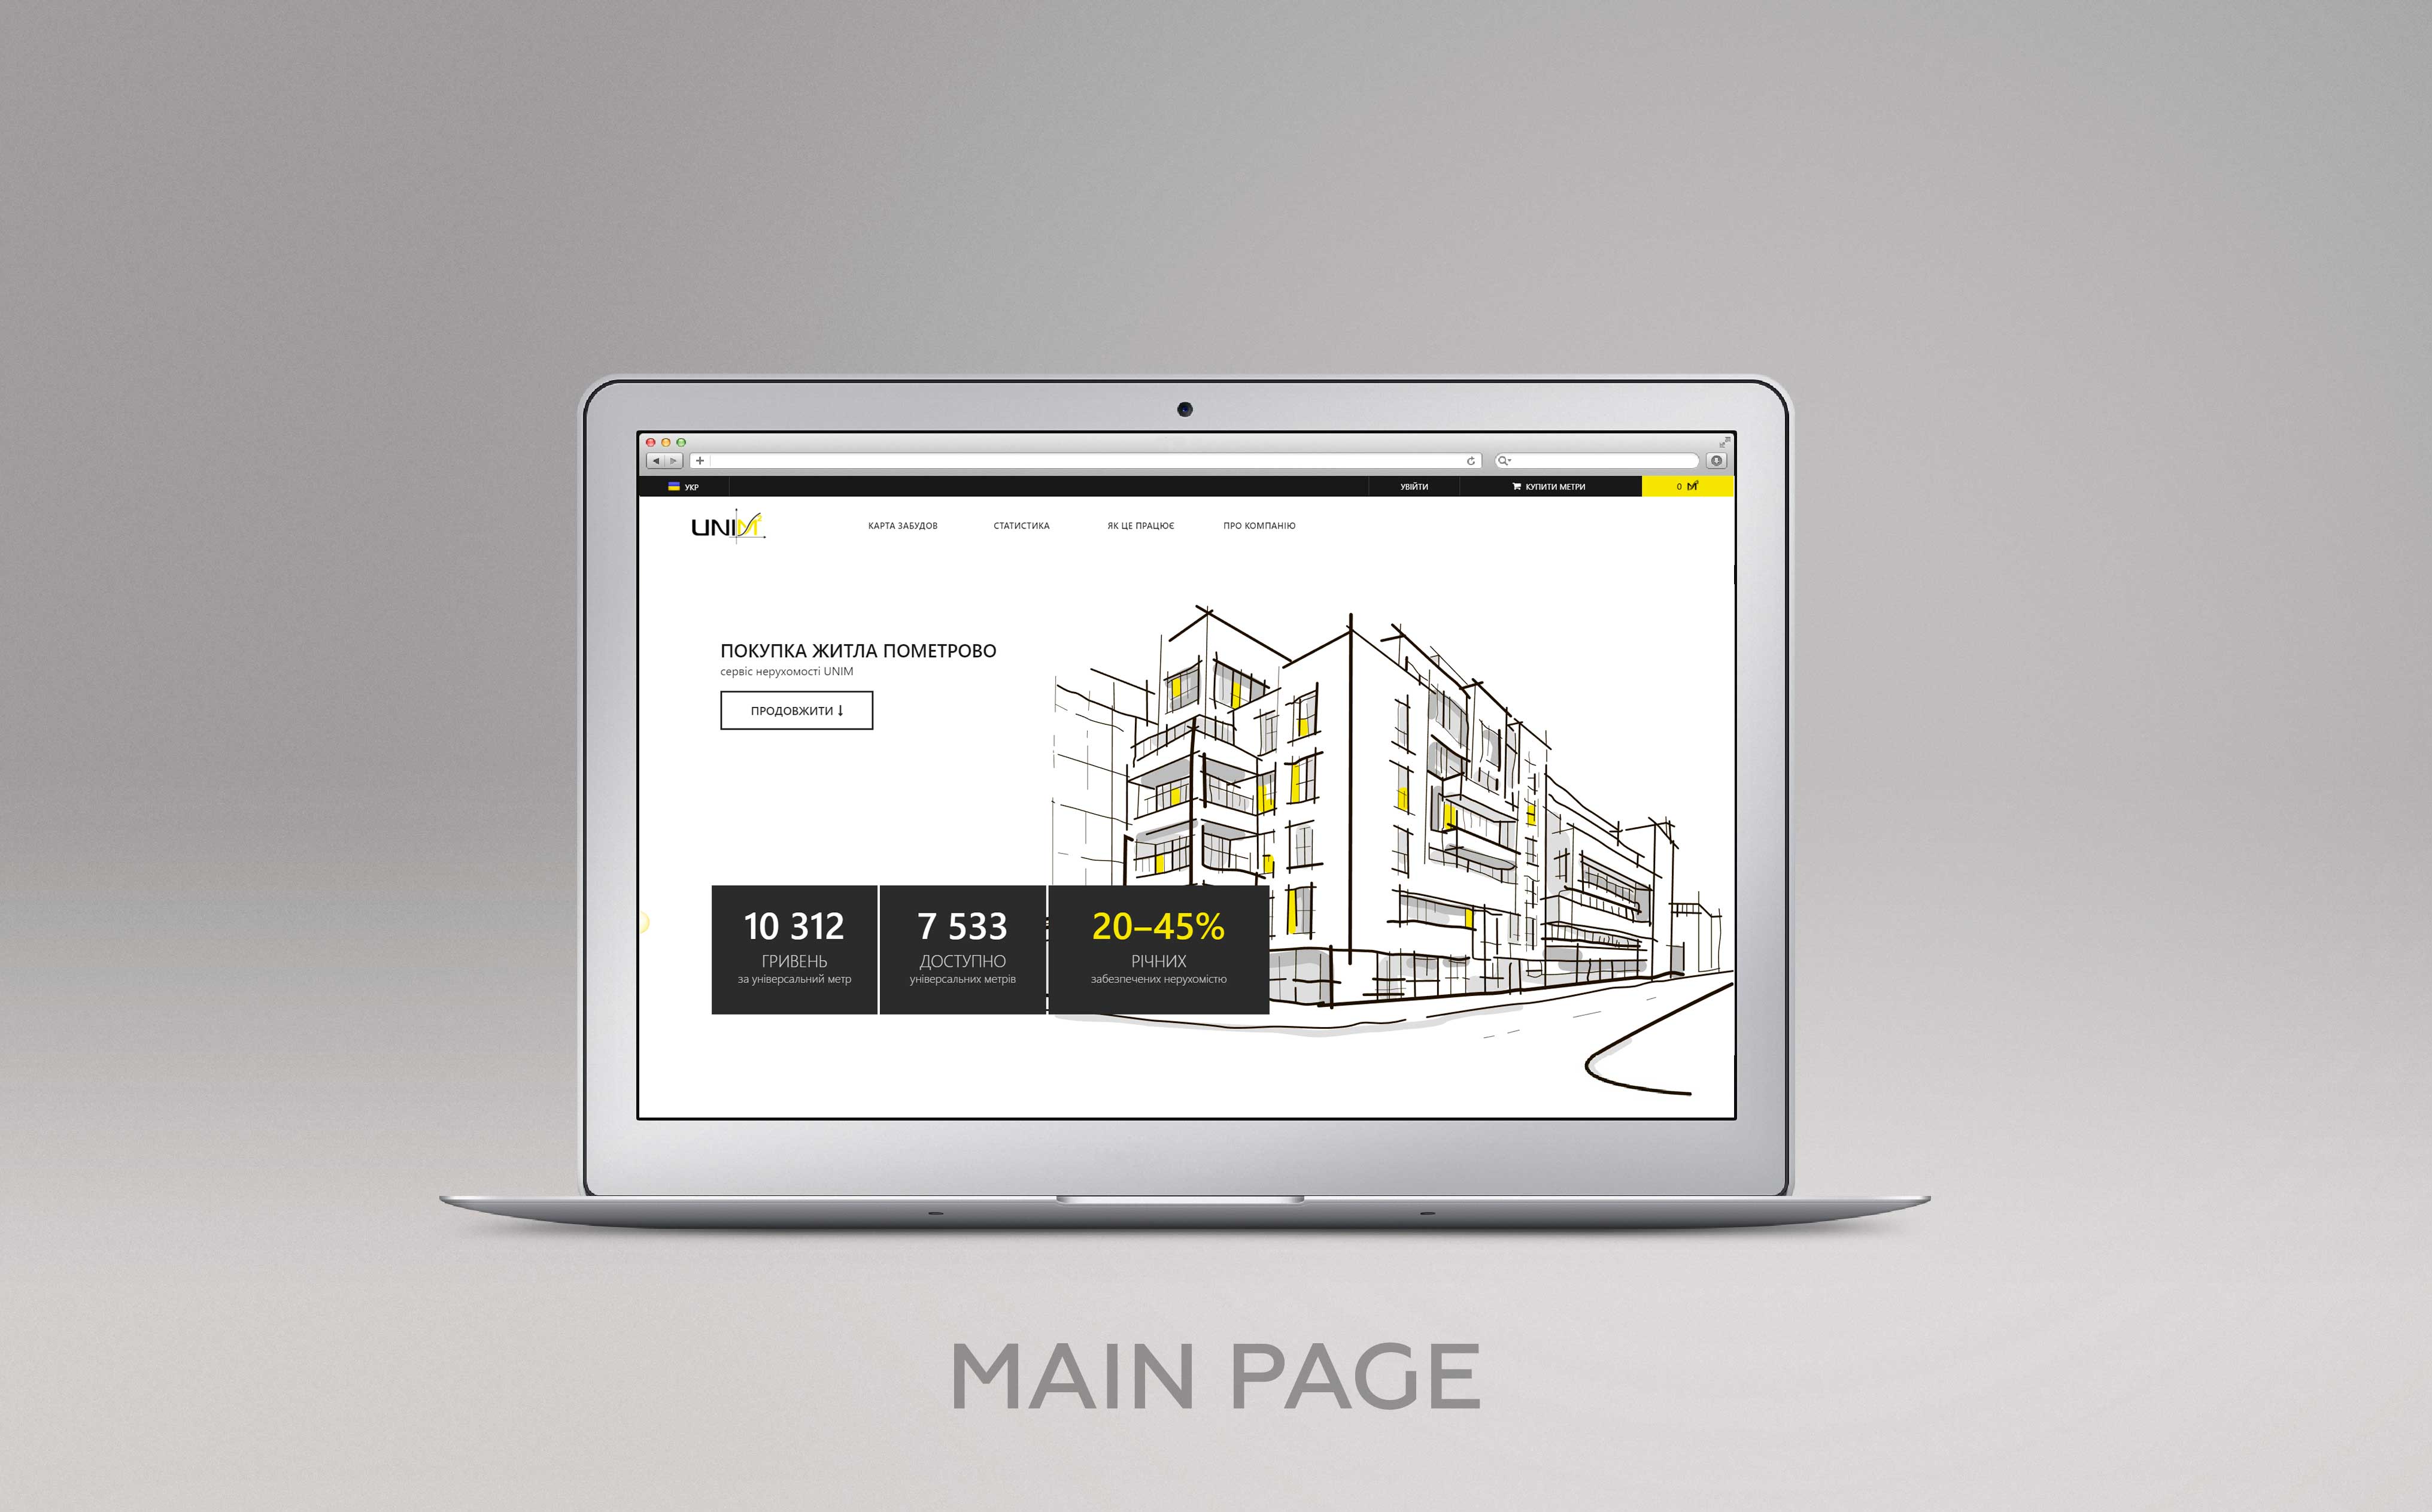 УКР
УВІЙТИ
КУПИТИ МЕТРИ
0 M²
UNIM²
КАРТА ЗАБУДОВ
СТАТИСТИКА
ЯК ЦЕ ПРАЦЮЄ
ПРО КОМПАНІЮ
ПОКУПКА ЖИТЛА ПОМЕТРОВО
сервіс нерухомості UNIM
ПРОДОВЖИТИ
10 312
ГРИВЕНЬ
за універсальний метр
7 533
ДОСТУПНО
універсальних метрів
20–45%
РІЧНИХ
забезпечених нерухомістю
MAIN PAGE